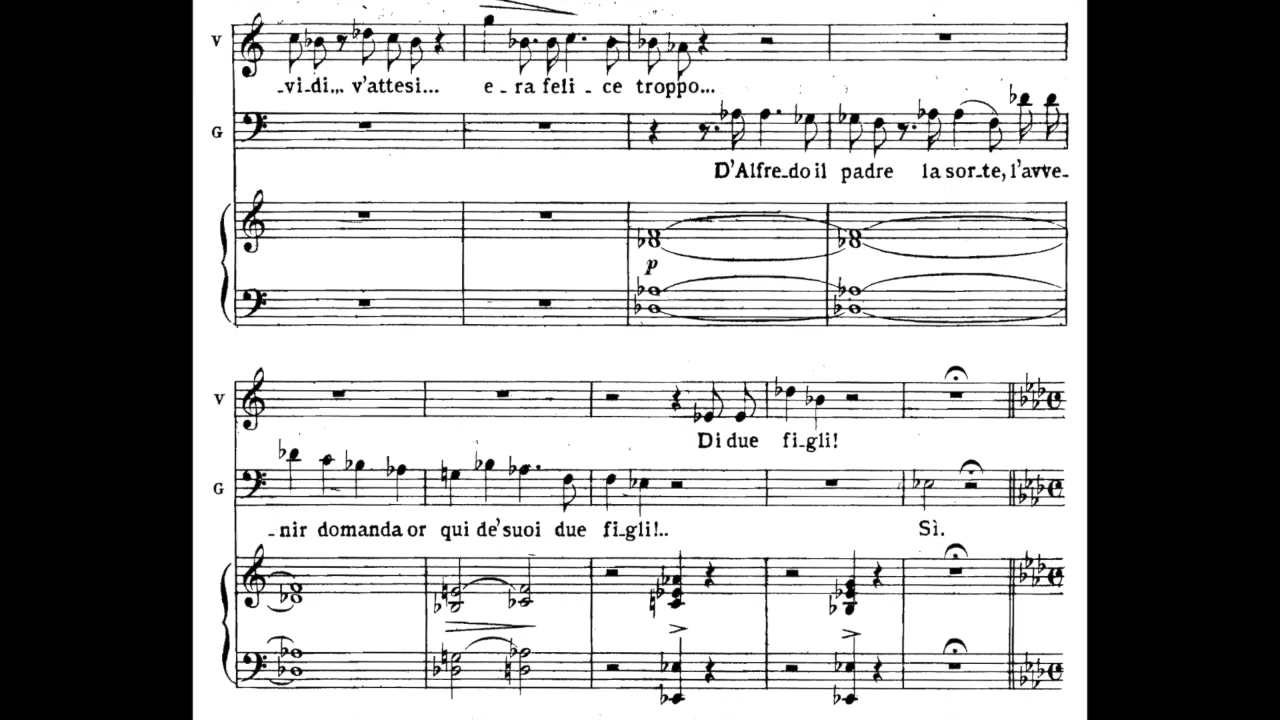 V
-vi-di... v'attesi... e-ra feli-ce troppo...
G
D'Alfre-do il padre la sor-te, l'avve-
p
V
Di due fi-gli!
G
-nir domanda or qui de' suoi due fi-gli!.. Sì.